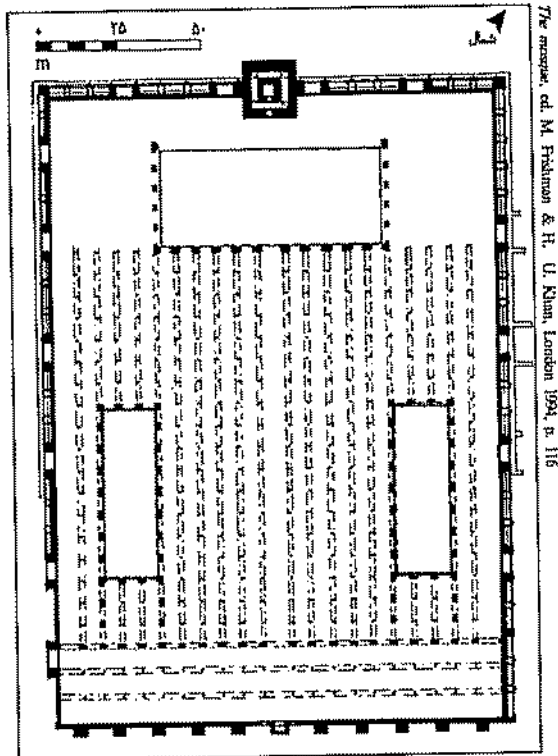 ۰ ۲۵ ۵۰
m
شمال
The mosque, ed. M. Frishman & H. U. Khan, London 1994, p. 116